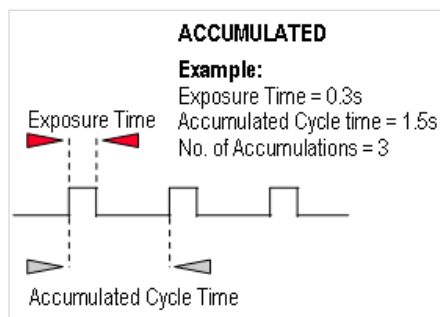 ACCUMULATED
Example:
Exposure Time = 0.3s
Accumulated Cycle time = 1.5s
No. of Accumulations = 3
Exposure Time
Accumulated Cycle Time